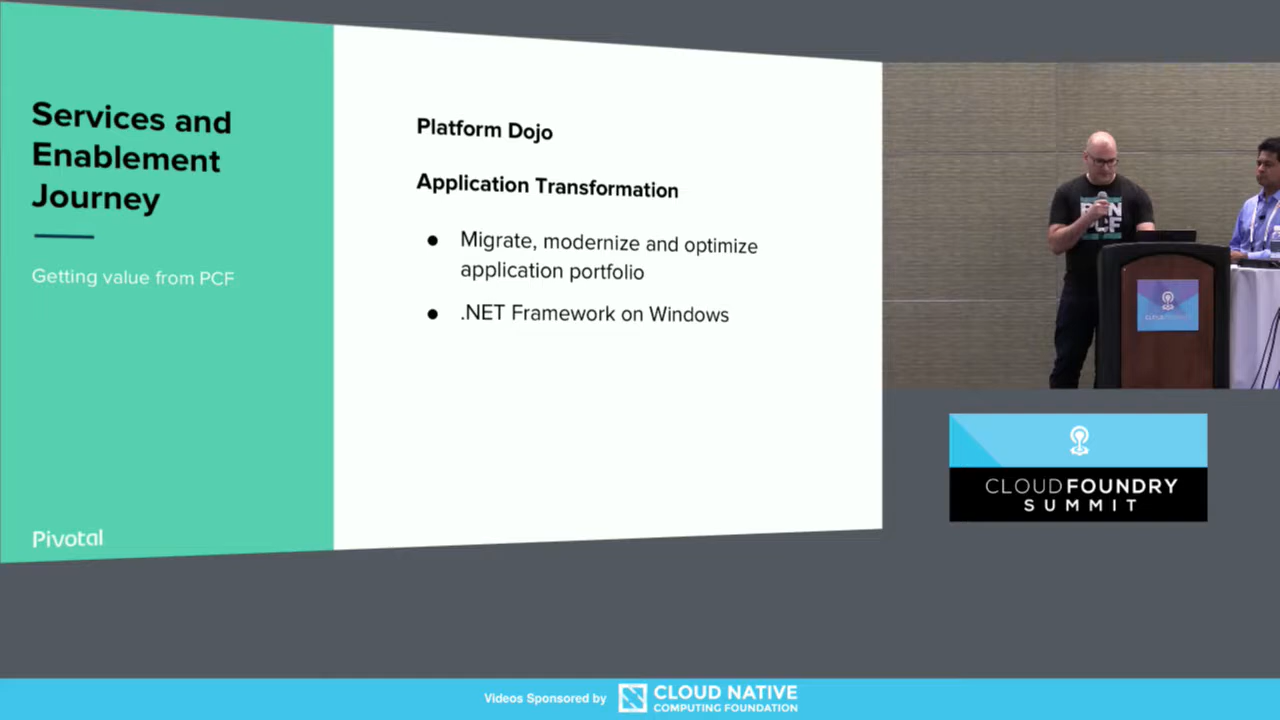 Services and
Enablement
Journey
Getting value from PCF
Pivotal
Platform Dojo
Application Transformation
● Migrate, modernize and optimize
application portfolio
● .NET Framework on Windows
CLOUD FOUNDRY
SUMMIT
Videos Sponsored by
CLOUD NATIVE
COMPUTING FOUNDATION